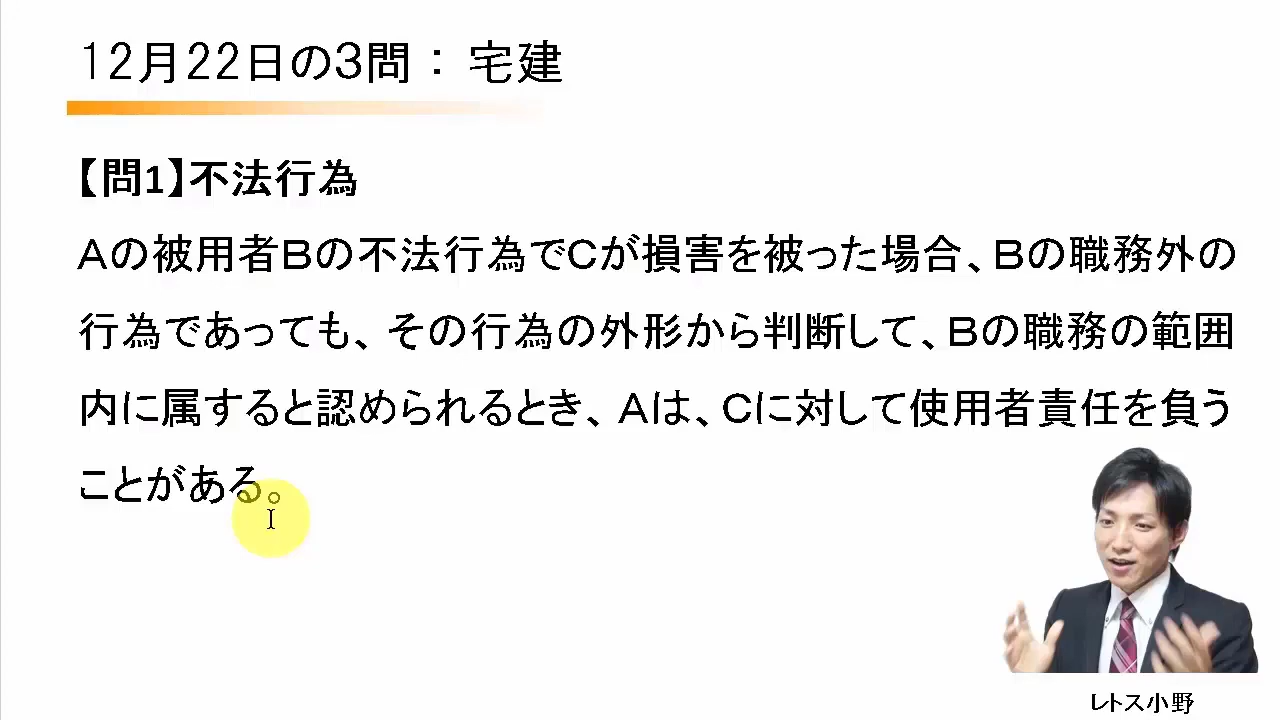 12月22日の3問：宅建
【問1】不法行為
Aの被用者Bの不法行為でCが損害を被った場合、Bの職務外の
行為であっても、その行為の外形から判断して、Bの職務の範囲
内に属すると認められるとき、Aは、Cに対して使用者責任を負う
ことがある。
レトス小野